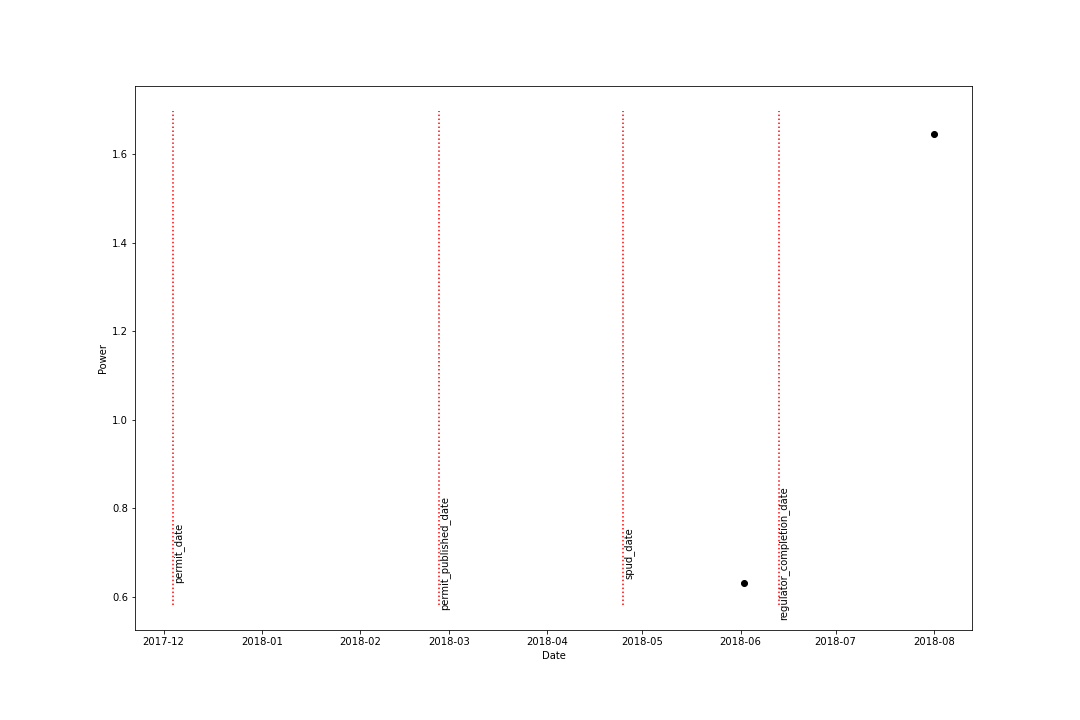 1.6
1.4
1.2
1.0
0.8
0.6
Power
permit_date
permit_published_date
spud_date
regulator_completion_date
2017-12 2018-01 2018-02 2018-03 2018-04 2018-05 2018-06 2018-07 2018-08
Date